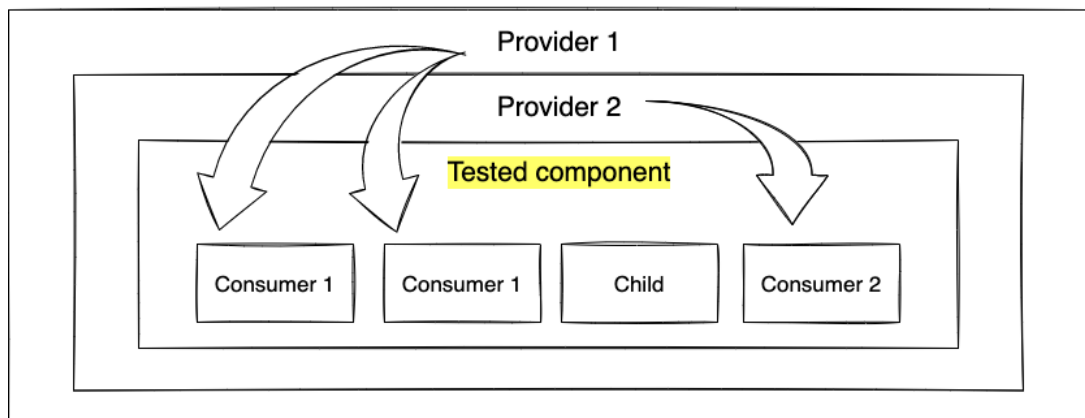 Provider 1
Provider 2
Tested component
Consumer 1
Consumer 1
Child
Consumer 2